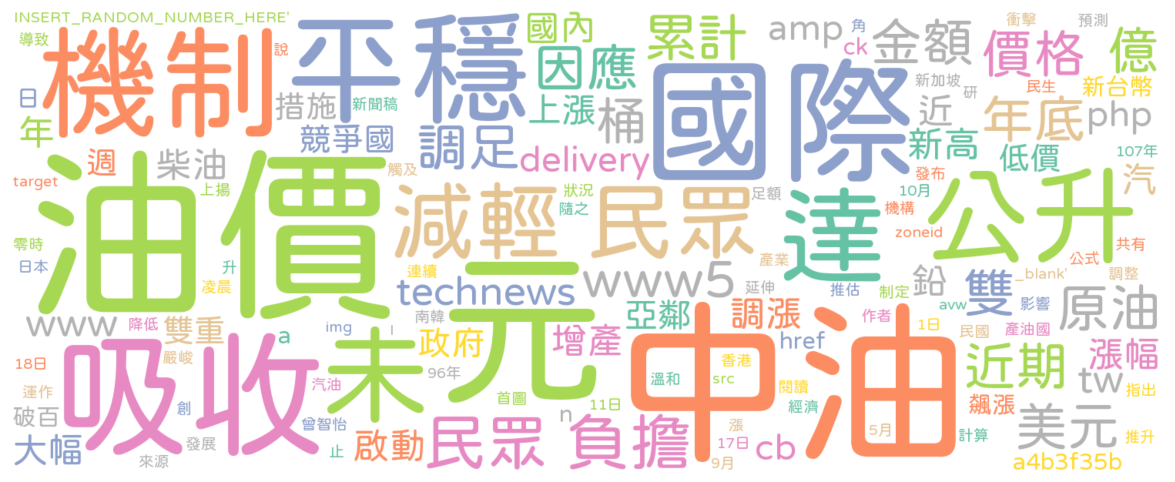 INSERT_RANDOM_NUMBER_HERE'
導致
機制
說
平穩
國內
因應
上漲
累計
amp
角
ck
金額
衝擊
預測
價格
億
日
年
措施
新聞稿
競爭國
調足
桶
國際
新加坡
研
民生
新台幣
近
年底
php
新高
低價
週
柴油
delivery
target
上揚
觸及
發布
107年
油價
減輕
民眾
狀況
隨之
足額
達
10月
機構
zoneid
公升
汽
共有
公式
零時
日本
升
凌晨
連續
technews
www5
產業
延伸
推估
制定
鉛
雙
_blank'
調整
avw
影響
原油
www
降低
雙重
a
img
南韓
l
元
亞鄰
調漲
作者
1日
民國
產油國
嚴峻
吸收
未
政府
增產
中油
href
近期
漲幅
18日
運作
汽油
96年
香港
溫和
src
閱讀
經濟
tw
指出
破百
創
曾智怡
首圖
11日
n
漲
5月
飆漲
美元
大幅
發展
止
啟動
民眾
負擔
17日
cb
計算
推升
來源
9月
a4b3f35b